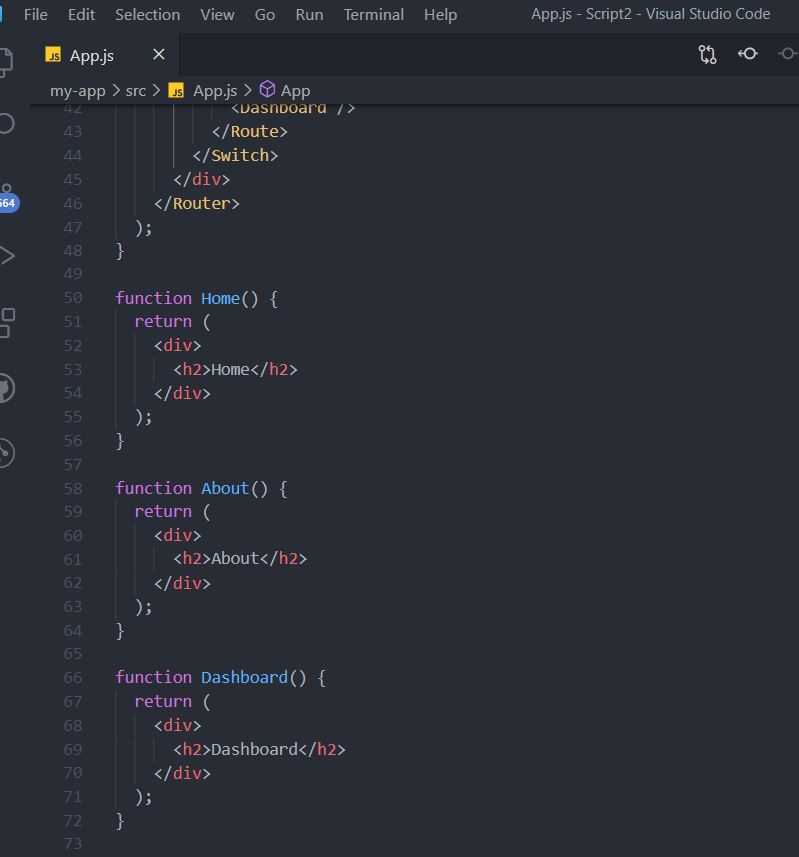 File Edit Selection View Go Run Terminal Help App.js - Script2 - Visual Studio Code
JS App.js ×
my-app > src > JS App.js > App
42 <Dashboard />
43 </Route>
44 </Switch>
45 </div>
46 </Router>
47 );
48 }
49
50 function Home() {
51 return (
52 <div>
53 <h2>Home</h2>
54 </div>
55 );
56 }
57
58 function About() {
59 return (
60 <div>
61 <h2>About</h2>
62 </div>
63 );
64 }
65
66 function Dashboard() {
67 return (
68 <div>
69 <h2>Dashboard</h2>
70 </div>
71 );
72 }
73